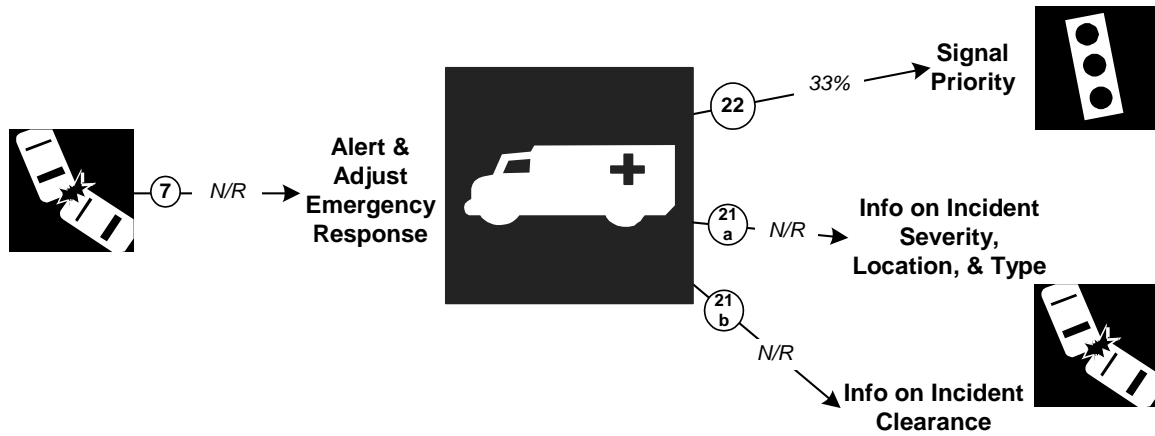 7
N/R
Alert &
Adjust
Emergency
Response
22
33%
Signal
Priority
21
a
N/R
Info on Incident
Severity,
Location, & Type
21
b
N/R
Info on Incident
Clearance